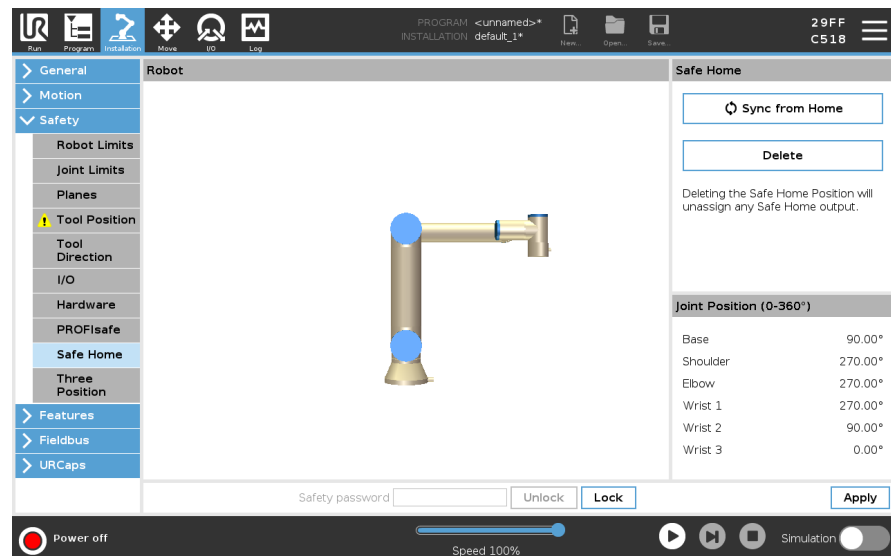 Run
Program
Installation
Move
I/O
Log
PROGRAM <unnamed>*
INSTALLATION default_1*
New...
Open...
Save...
29FF
C518
General
Motion
Safety
Robot Limits
Joint Limits
Planes
Tool Position
Tool
Direction
I/O
Hardware
PROFIsafe
Safe Home
Three
Position
Features
Fieldbus
URCaps
Robot
Safe Home
Sync from Home
Delete
Deleting the Safe Home Position will
unassign any Safe Home output.
Joint Position (0-360°)
Base 90.00°
Shoulder 270.00°
Elbow 270.00°
Wrist 1 270.00°
Wrist 2 90.00°
Wrist 3 0.00°
Safety password
Unlock
Lock
Apply
Power off
Speed 100%
Simulation